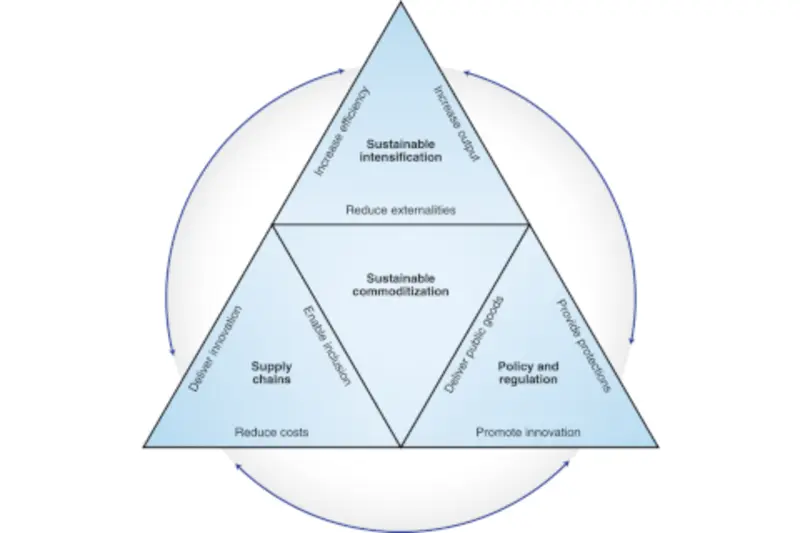 Increase efficiency
Increase output
Sustainable
intensification
Reduce externalities
Sustainable
commoditization
Deliver innovation
Enable inclusion
Supply
chains
Reduce costs
Deliver public goods
Provide protections
Policy and
regulation
Promote innovation